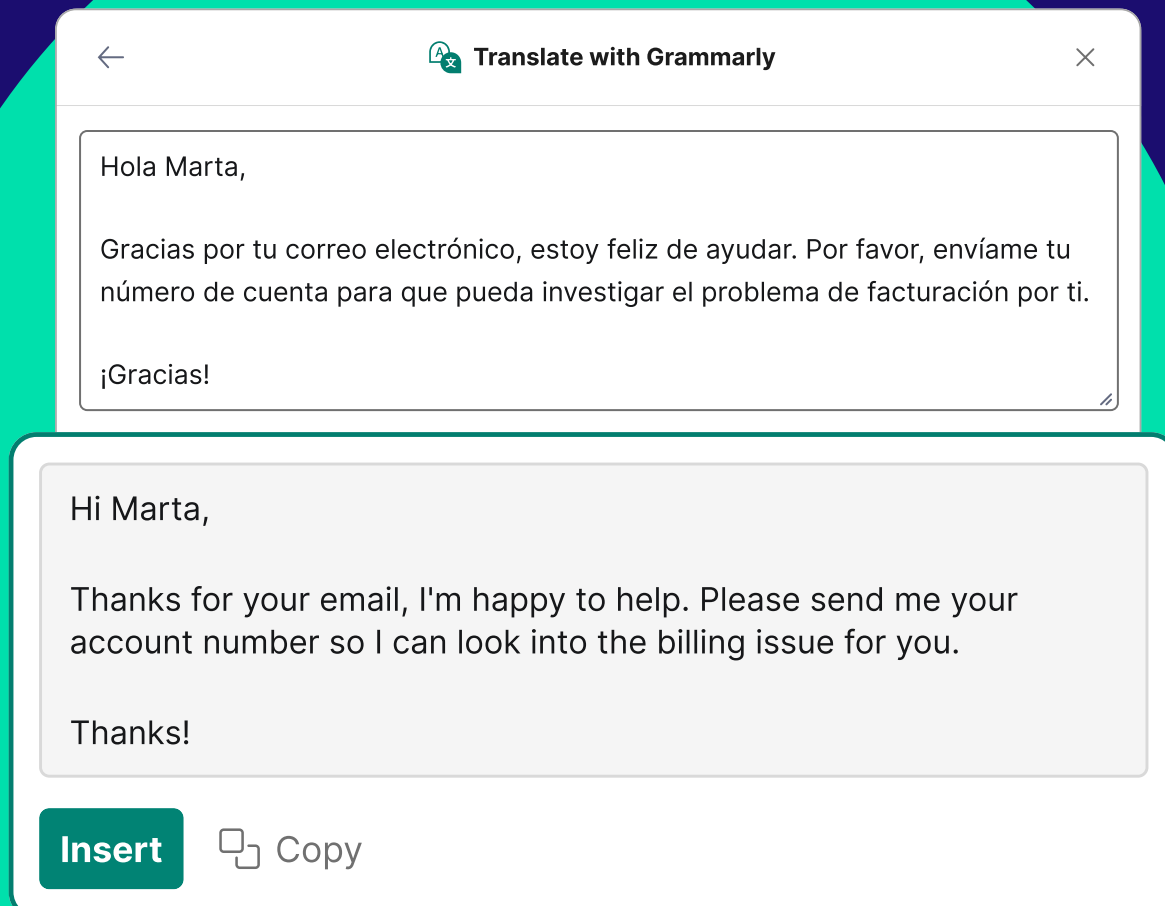 Translate with Grammarly
Hola Marta,
Gracias por tu correo electrónico, estoy feliz de ayudar. Por favor, envíame tu
número de cuenta para que pueda investigar el problema de facturación por ti.
¡Gracias!
Hi Marta,
Thanks for your email, I'm happy to help. Please send me your
account number so I can look into the billing issue for you.
Thanks!
Insert
Copy